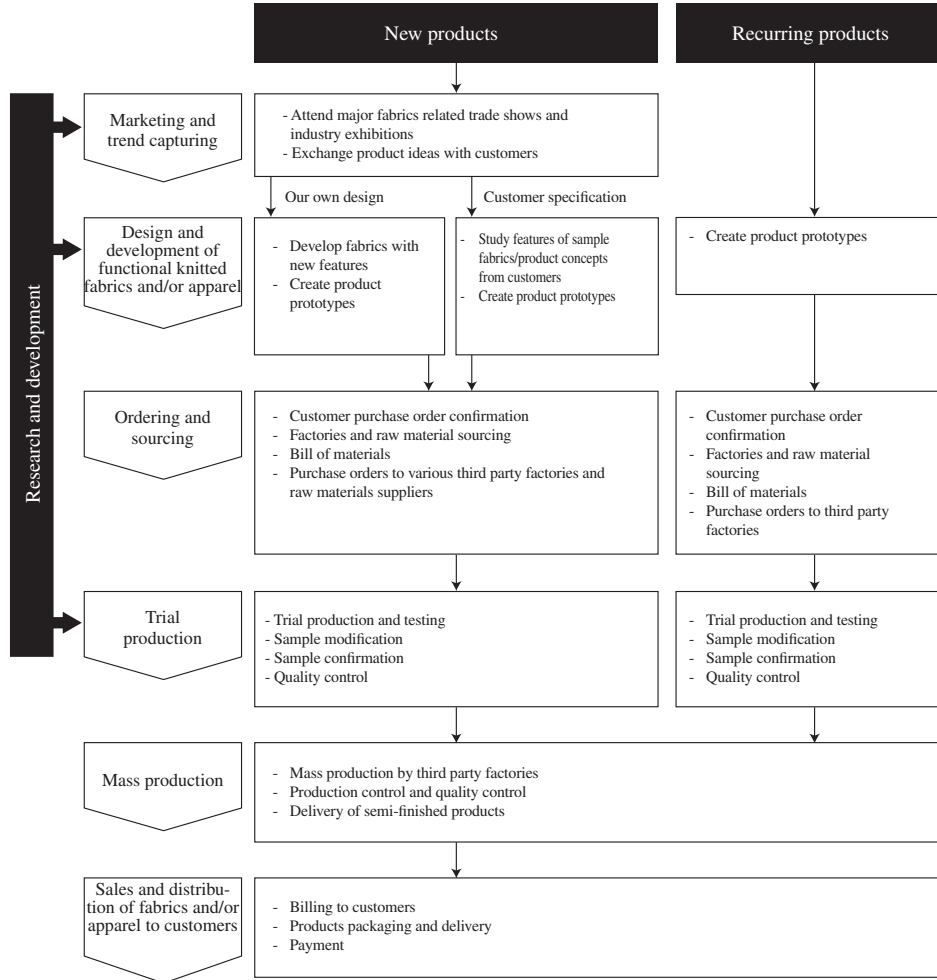 New products
Recurring products
Research and development
Marketing and
trend capturing
- Attend major fabrics related trade shows and
industry exhibitions
- Exchange product ideas with customers
Our own design
Customer specification
Design and
development of
functional knitted
fabrics and/or apparel
- Develop fabrics with
new features
- Create product
prototypes
- Study features of sample
fabrics/product concepts
from customers
- Create product prototypes
- Create product prototypes
Ordering and
sourcing
- Customer purchase order confirmation
- Factories and raw material sourcing
- Bill of materials
- Purchase orders to various third party factories and
raw materials suppliers
- Customer purchase order
confirmation
- Factories and raw material
sourcing
- Bill of materials
- Purchase orders to third party
factories
Trial
production
- Trial production and testing
- Sample modification
- Sample confirmation
- Quality control
- Trial production and testing
- Sample modification
- Sample confirmation
- Quality control
Mass production
- Mass production by third party factories
- Production control and quality control
- Delivery of semi-finished products
Sales and distribu-
tion of fabrics and/or
apparel to customers
- Billing to customers
- Products packaging and delivery
- Payment